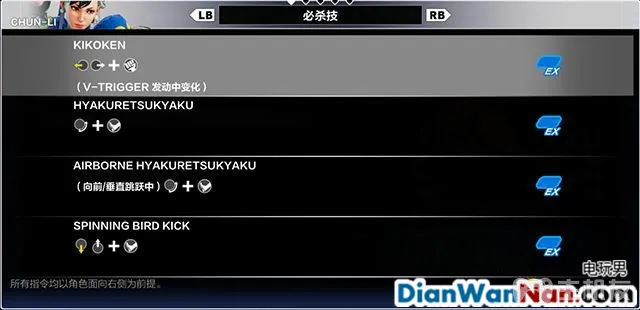 CHUN-LI
LB 必杀技 RB
KIKOKEN
EX
（V-TRIGGER 发动中变化）
HYAKURETSUKYAKU
EX
AIRBORNE HYAKURETSUKYAKU
（向前/垂直跳跃中）
EX
SPINNING BIRD KICK
EX
所有指令均以角色面向右侧为前提。
电玩男
DianWanNan.com